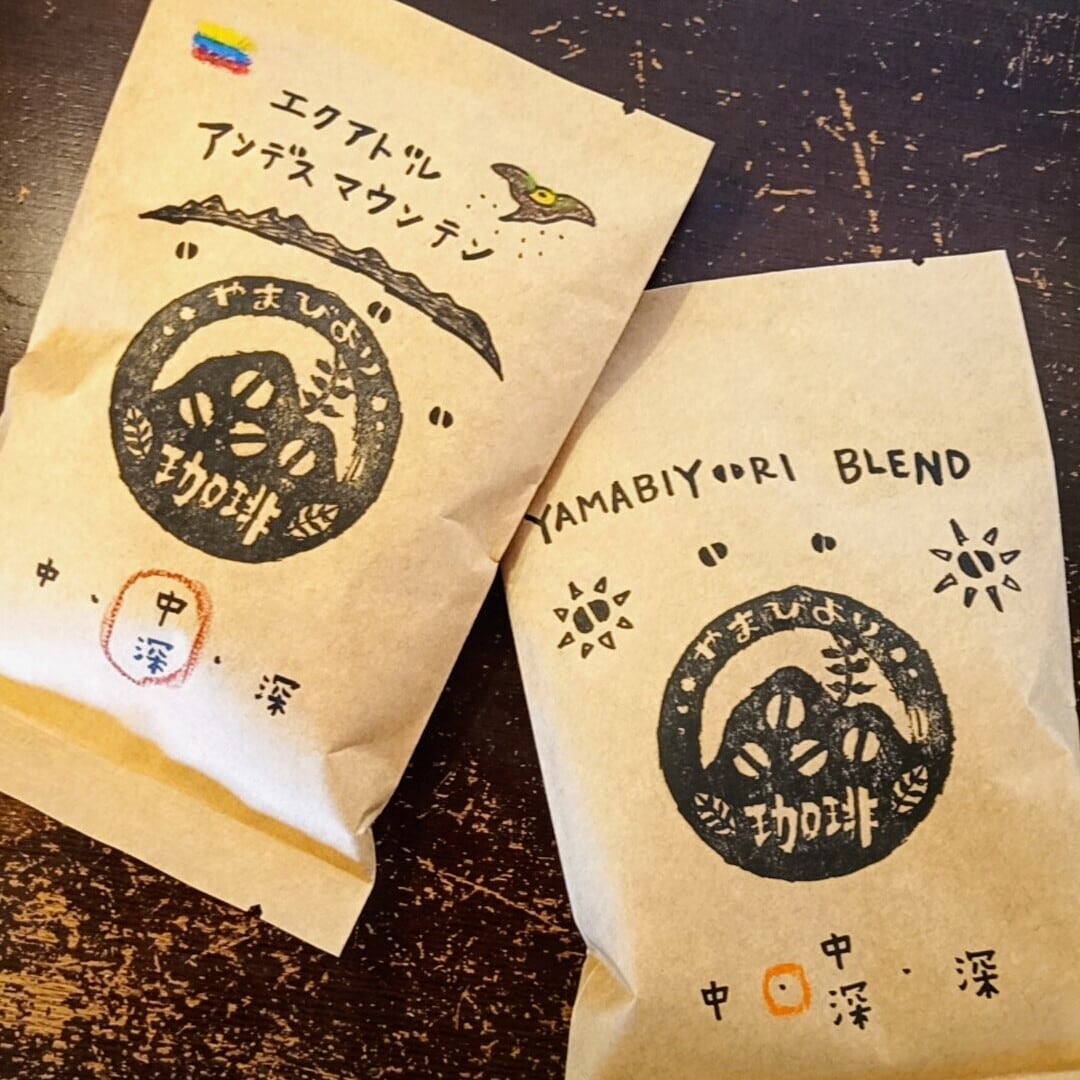 エクアドル
アンデスマウンテン
やまびより
珈琲
中・中深・深
YAMABIYORI BLEND
やまびより
珈琲
中・中深・深